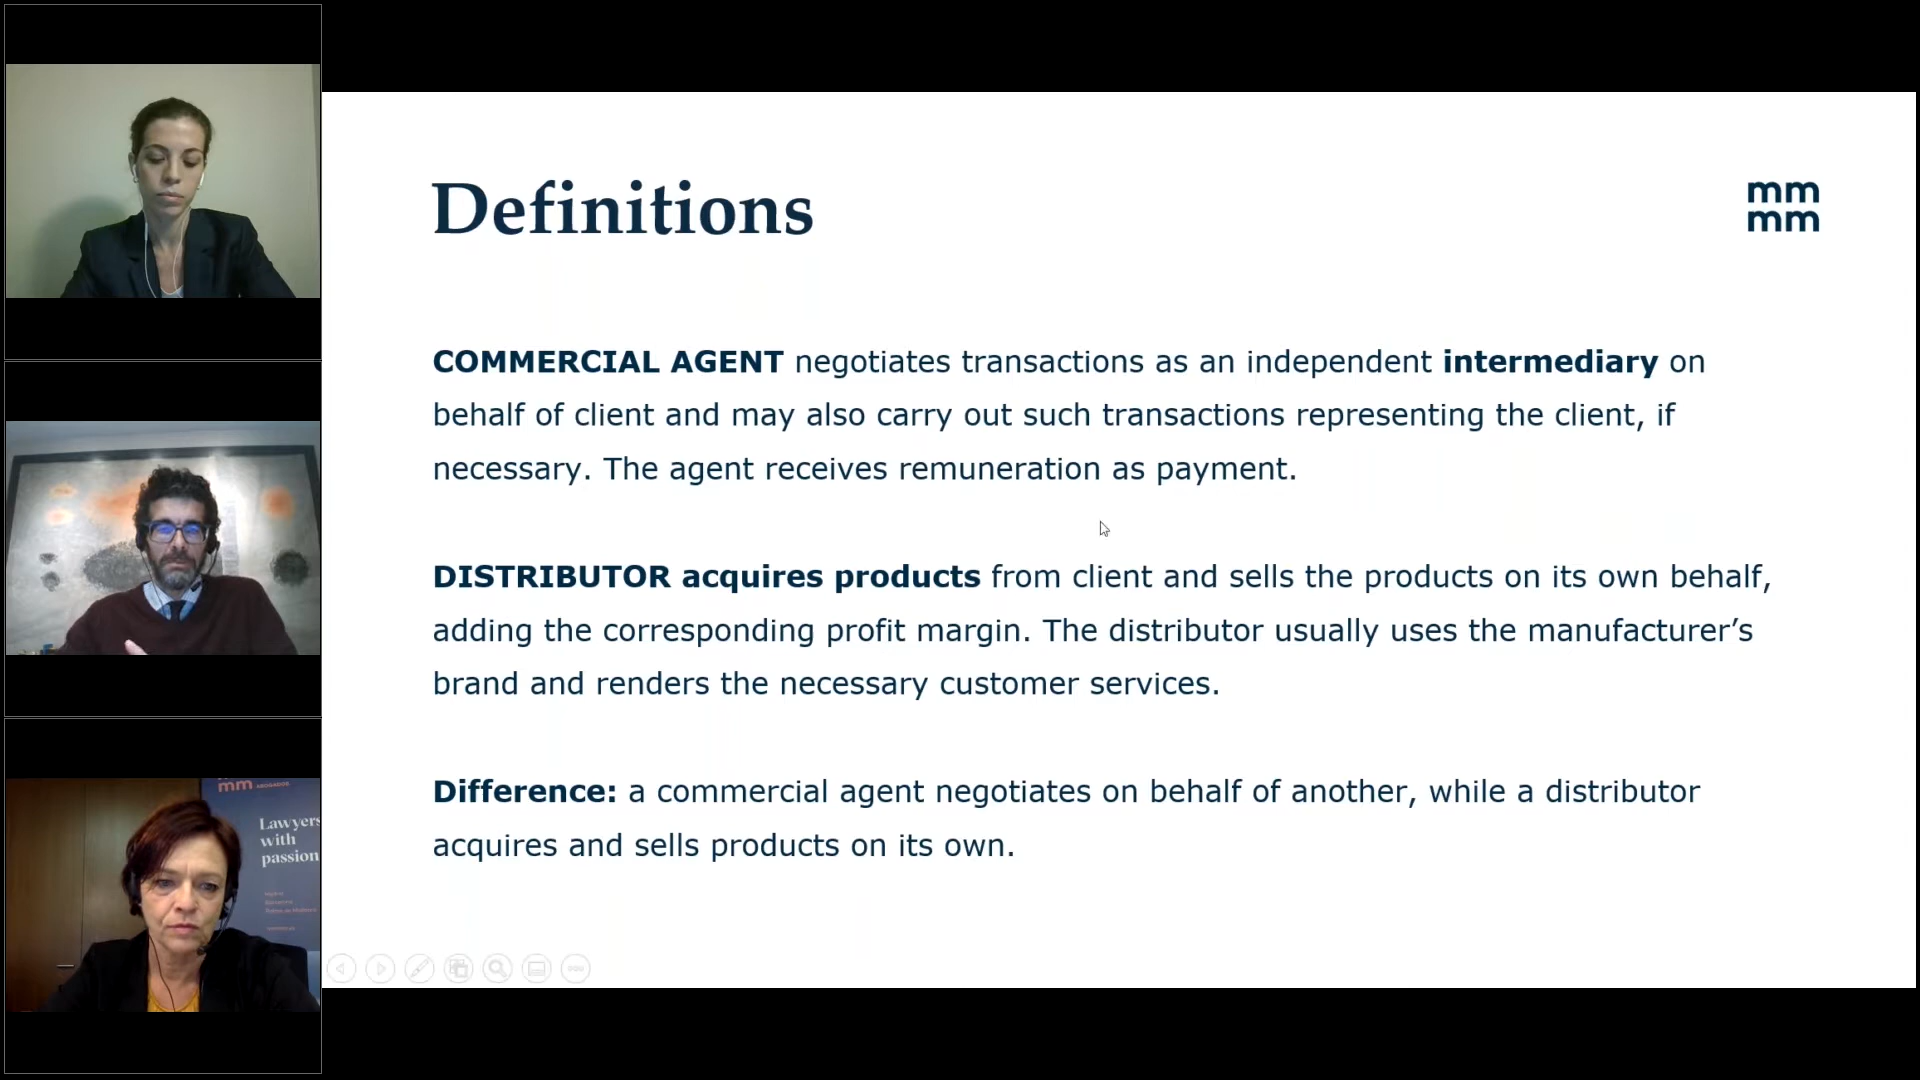 Definitions
mm
mm
COMMERCIAL AGENT negotiates transactions as an independent intermediary on
behalf of client and may also carry out such transactions representing the client, if
necessary. The agent receives remuneration as payment.
DISTRIBUTOR acquires products from client and sells the products on its own behalf,
adding the corresponding profit margin. The distributor usually uses the manufacturer’s
brand and renders the necessary customer services.
Difference: a commercial agent negotiates on behalf of another, while a distributor
acquires and sells products on its own.
mm ABOGADOS
Lawyers
with
passion